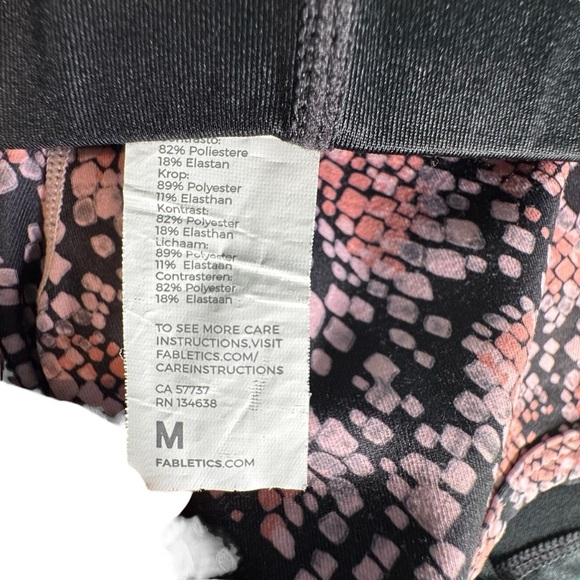 82% Poliestere
18% Elastan
Krop:
89% Polyester
11% Elasthan
Kontrast:
82% Polyester
18% Elasthan
Lichaam:
89% Polyester
11% Elastaan
Contrasteren:
82% Polyester
18% Elastaan
TO SEE MORE CARE
INSTRUCTIONS,VISIT
FABLETICS.COM/
CAREINSTRUCTIONS
CA 57737
RN 134638
M
FABLETICS.COM